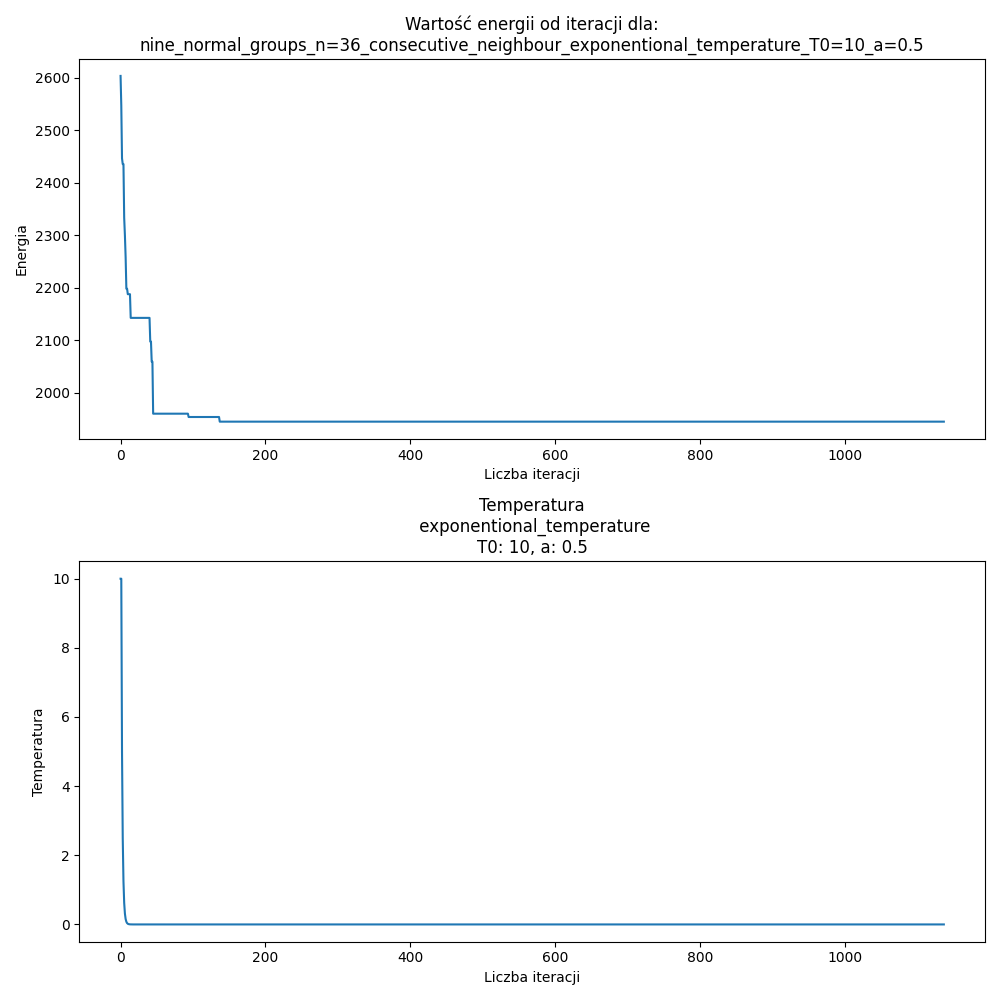 Wartość energii od iteracji dla:
nine_normal_groups_n=36_consecutive_neighbour_exponentional_temperature_T0=10_a=0.5
2600
2500
2400
2300
2200
2100
2000
Energia
0 200 400 600 800 1000
Liczba iteracji
Temperatura
exponentional_temperature
T0: 10, a: 0.5
10
8
6
4
2
0
Temperatura
0 200 400 600 800 1000
Liczba iteracji